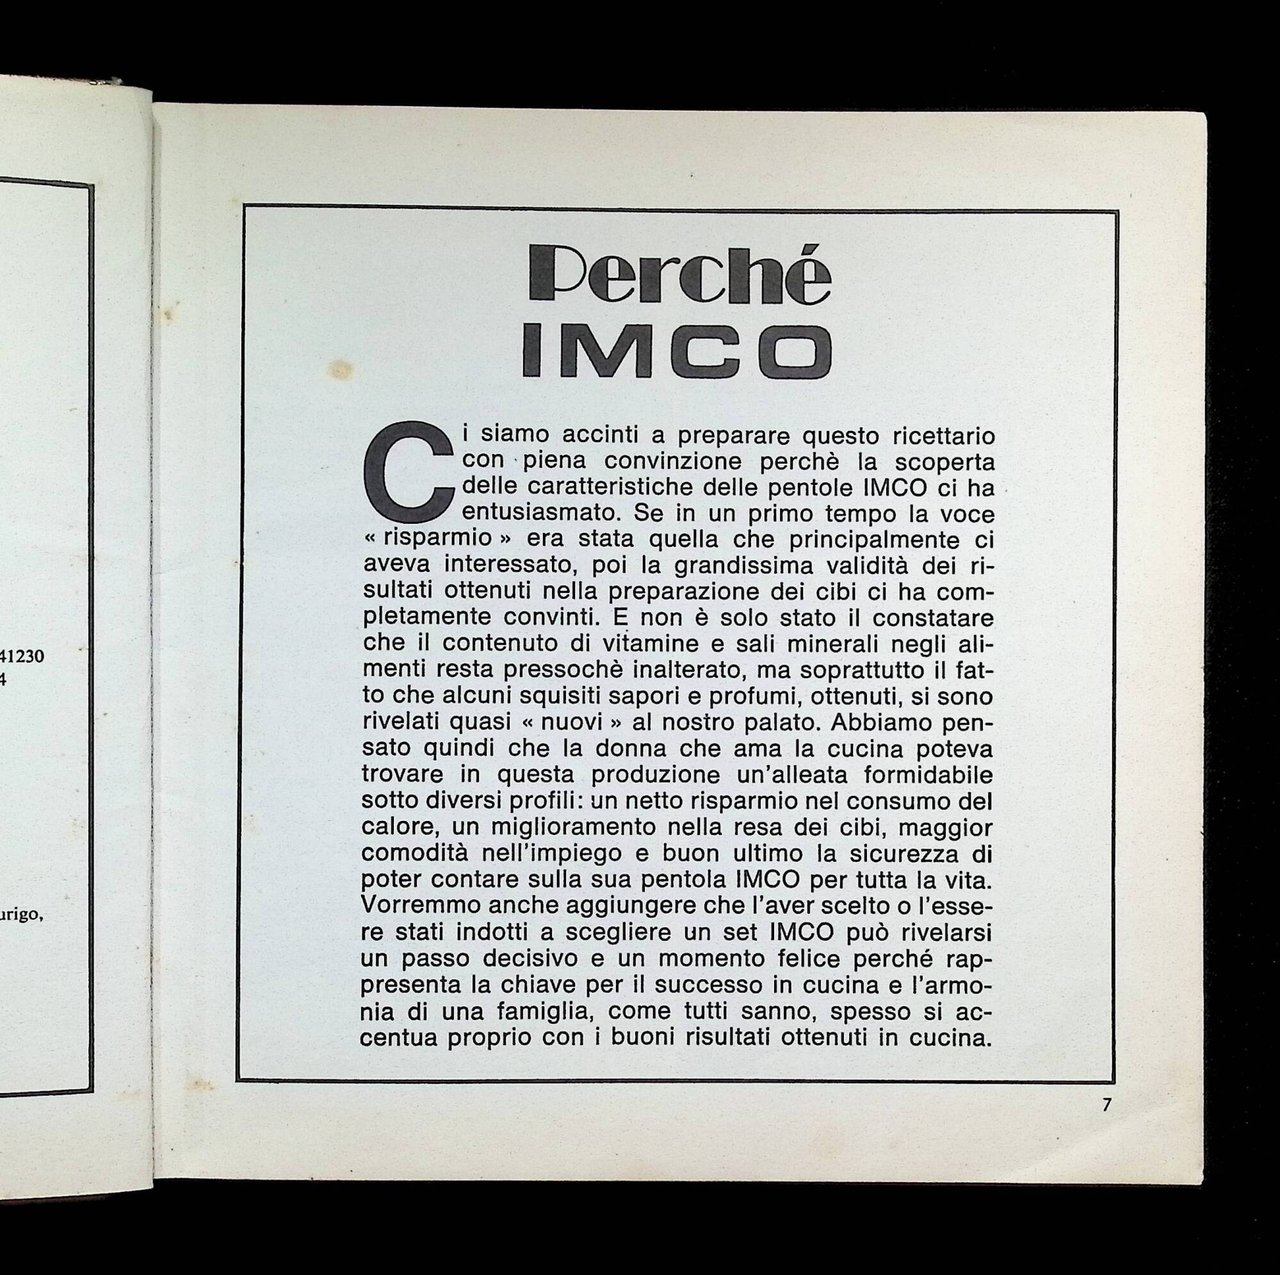 41230
4
urigo,
Perché
IMCO
Ci siamo accinti a preparare questo ricettario
con piena convinzione perchè la scoperta
delle caratteristiche delle pentole IMCO ci ha
entusiasmato. Se in un primo tempo la voce
« risparmio » era stata quella che principalmente ci
aveva interessato, poi la grandissima validità dei ri-
sultati ottenuti nella preparazione dei cibi ci ha com-
pletamente convinti. E non è solo stato il constatare
che il contenuto di vitamine e sali minerali negli ali-
menti resta pressochè inalterato, ma soprattutto il fat-
to che alcuni squisiti sapori e profumi, ottenuti, si sono
rivelati quasi « nuovi » al nostro palato. Abbiamo pen-
sato quindi che la donna che ama la cucina poteva
trovare in questa produzione un'alleata formidabile
sotto diversi profili: un netto risparmio nel consumo del
calore, un miglioramento nella resa dei cibi, maggior
comodità nell'impiego e buon ultimo la sicurezza di
poter contare sulla sua pentola IMCO per tutta la vita.
Vorremmo anche aggiungere che l'aver scelto o l'esse-
re stati indotti a scegliere un set IMCO può rivelarsi
un passo decisivo e un momento felice perché rap-
presenta la chiave per il successo in cucina e l'armo-
nia di una famiglia, come tutti sanno, spesso si ac-
centua proprio con i buoni risultati ottenuti in cucina.
7